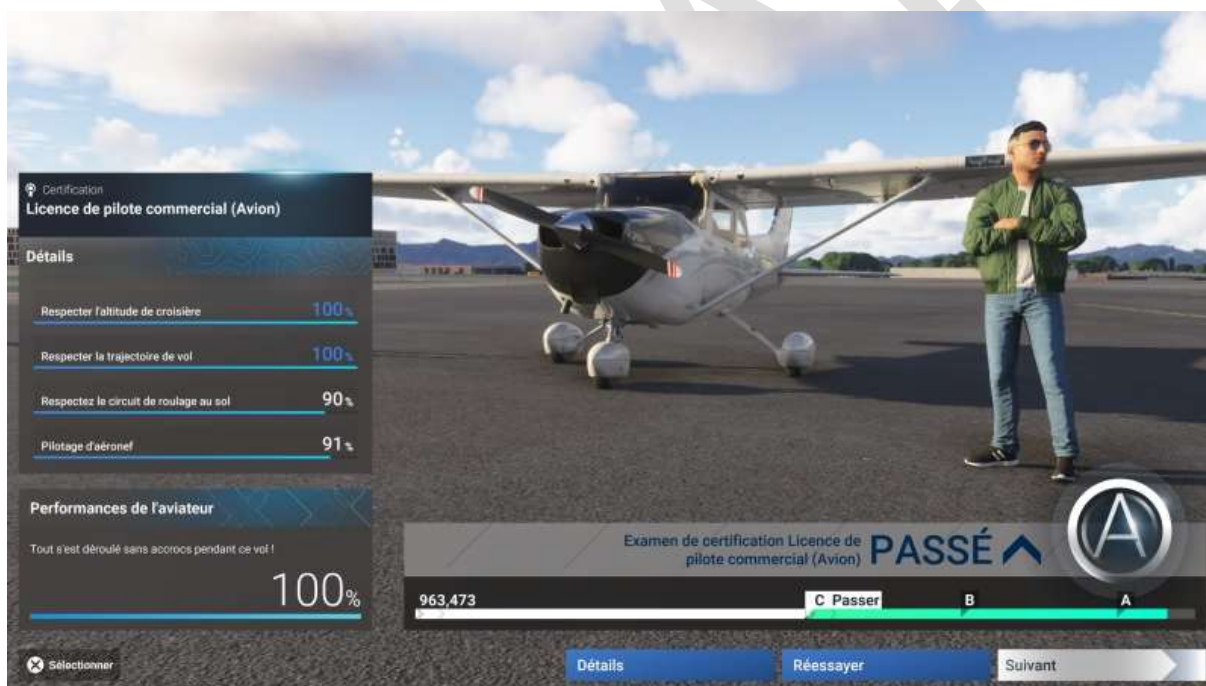 Certification
Licence de pilote commercial (Avion)
Détails
Respecter l'altitude de croisière 100%
Respecter la trajectoire de vol 100%
Respectez le circuit de roulage au sol 90%
Pilotage d'aéronef 91%
Performances de l'aviateur
Tout s'est déroulé sans accrocs pendant ce vol !
100%
Examen de certification Licence de
pilote commercial (Avion)
PASSÉ
A
963,473
C Passer
B
A
Sélectionner
Détails
Réessayer
Suivant